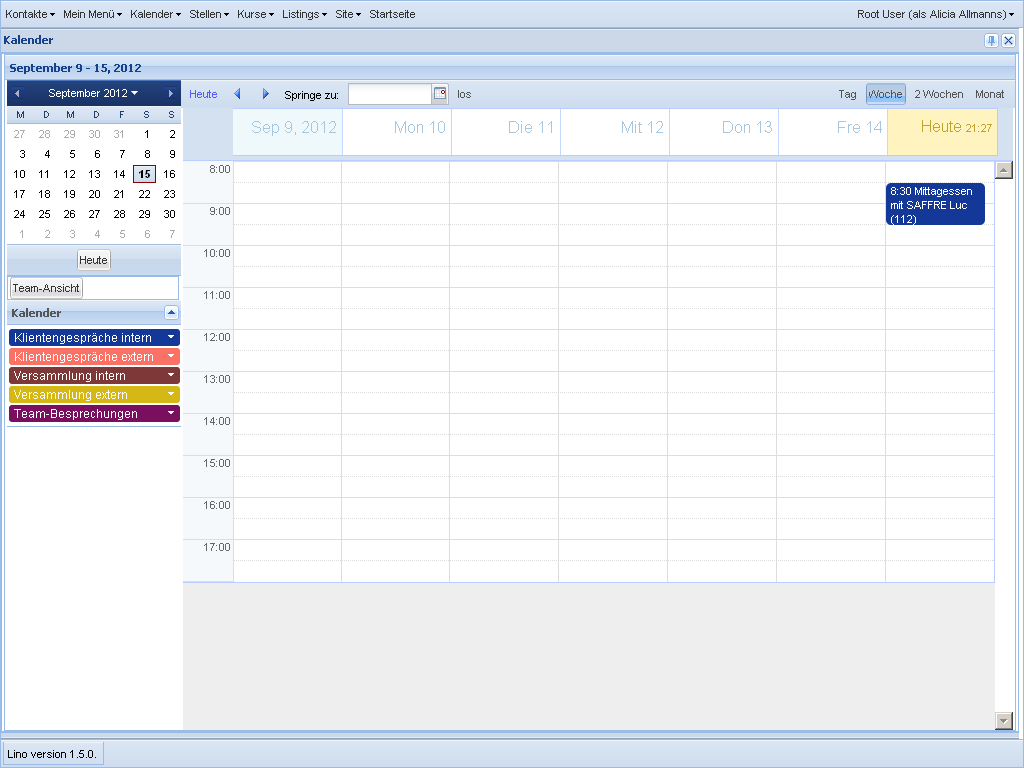 Kontakte Mein Menü Kalender Stellen Kurse Listings Site Startseite Root User (als Alicia Allmanns)
Kalender
September 9 - 15, 2012
September 2012
M D M D F S S
27 28 29 30 31 1 2
3 4 5 6 7 8 9
10 11 12 13 14 15 16
17 18 19 20 21 22 23
24 25 26 27 28 29 30
1 2 3 4 5 6 7
Heute
Team-Ansicht
Kalender
Klientengespräche intern
Klientengespräche extern
Versammlung intern
Versammlung extern
Team-Besprechungen
Heute Springe zu: los Tag Woche 2 Wochen Monat
Sep 9, 2012 Mon 10 Die 11 Mit 12 Don 13 Fre 14 Heute 21:27
8:00
8:30 Mittagessen
mit SAFFRE Luc
(112)
9:00
10:00
11:00
12:00
13:00
14:00
15:00
16:00
17:00
Lino version 1.5.0.